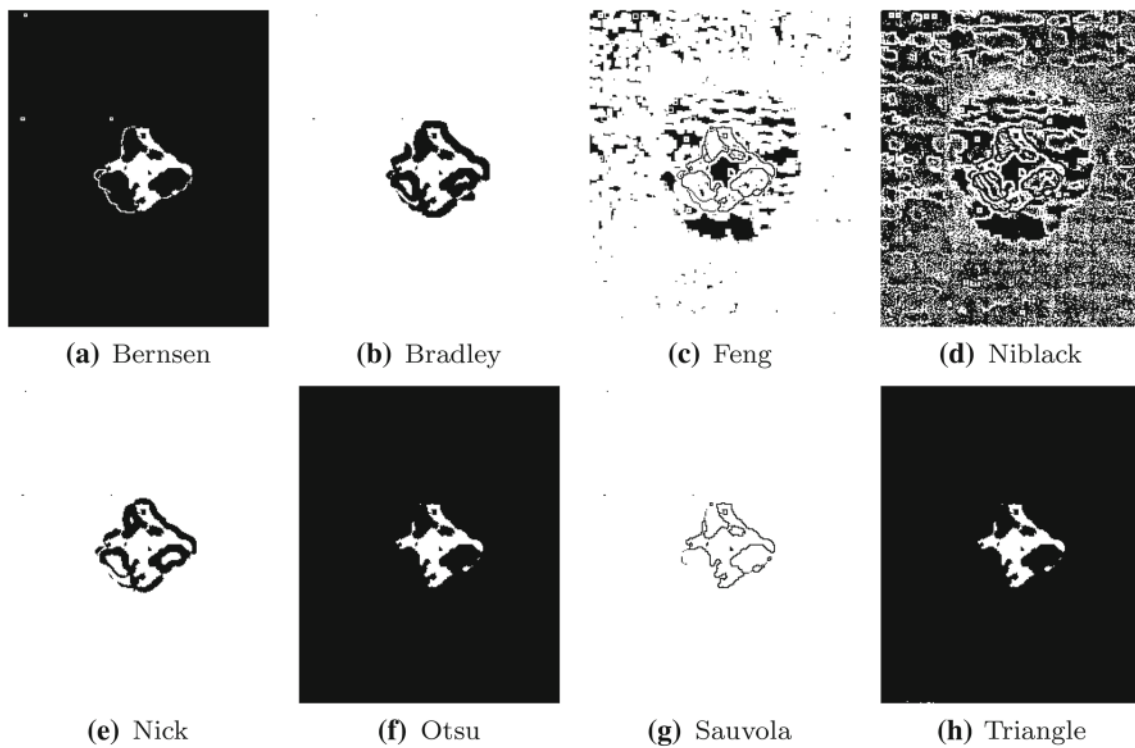 (a) Bernsen
(b) Bradley
(c) Feng
(d) Niblack
(e) Nick
(f) Otsu
(g) Sauvola
(h) Triangle